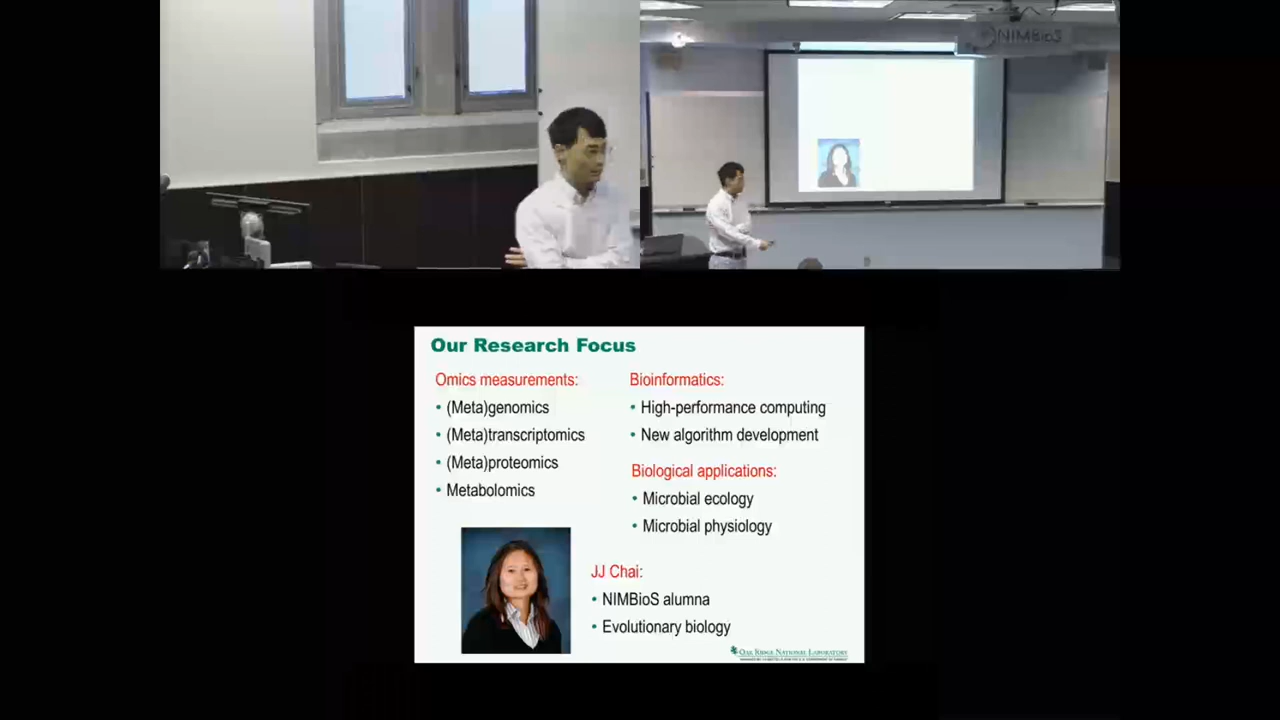 NIMBioS
Our Research Focus
Omics measurements:
• (Meta)genomics
• (Meta)transcriptomics
• (Meta)proteomics
• Metabolomics
Bioinformatics:
• High-performance computing
• New algorithm development
Biological applications:
• Microbial ecology
• Microbial physiology
JJ Chai:
• NIMBioS alumna
• Evolutionary biology
OAK RIDGE NATIONAL LABORATORY